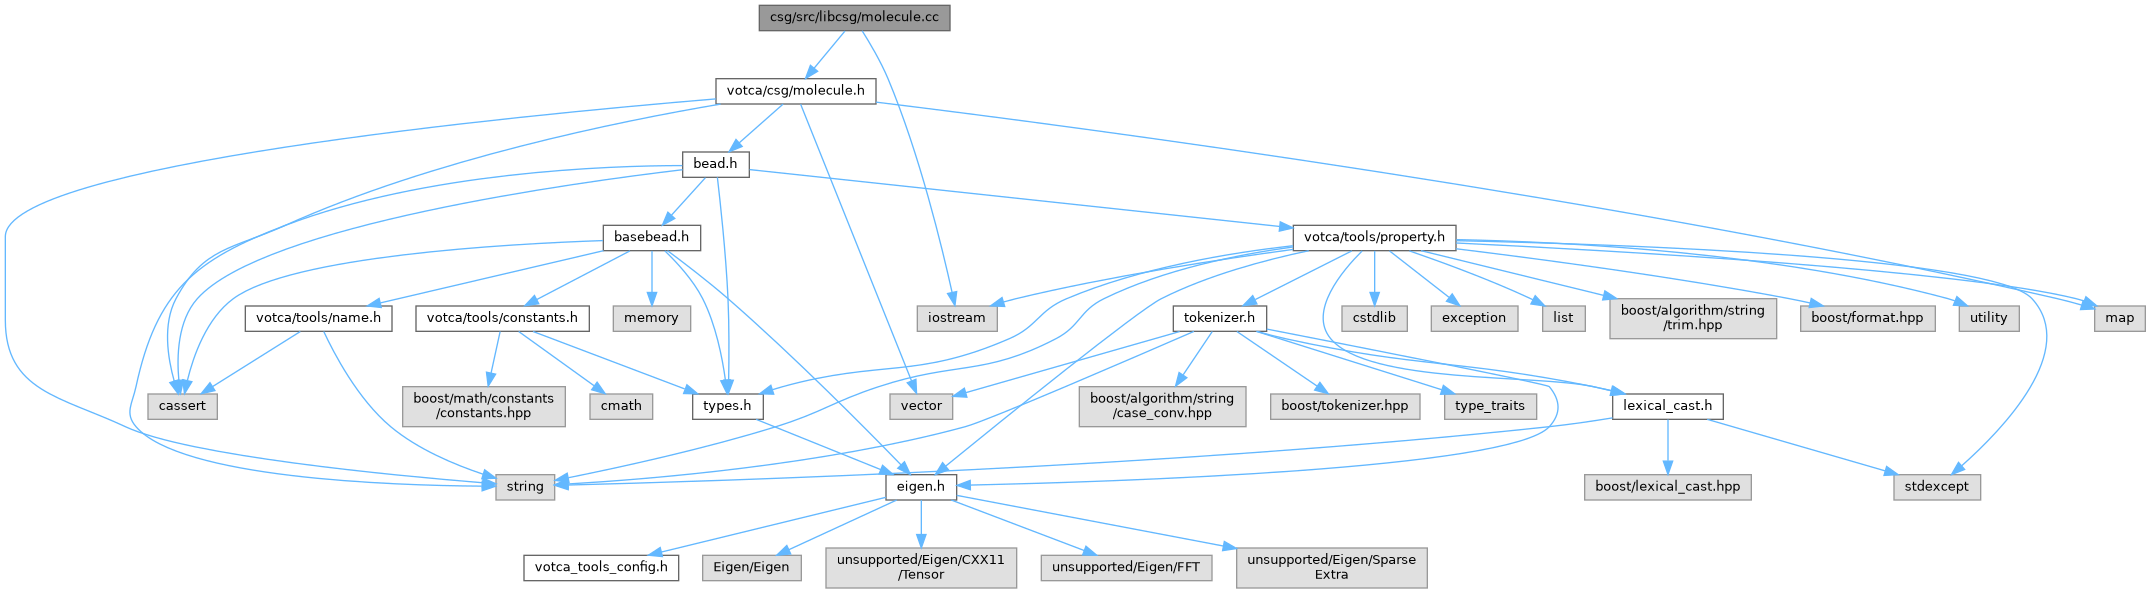 csg/src/libcsg/molecule.cc
votca/csg/molecule.h
bead.h
basebead.h
votca/tools/property.h
votca/tools/name.h
votca/tools/constants.h
memory
iostream
tokenizer.h
cstdlib
exception
list
boost/algorithm/string
/trim.hpp
boost/format.hpp
utility
map
cassert
boost/math/constants
/constants.hpp
cmath
types.h
vector
boost/algorithm/string
/case_conv.hpp
boost/tokenizer.hpp
type_traits
lexical_cast.h
string
eigen.h
boost/lexical_cast.hpp
stdexcept
votca_tools_config.h
Eigen/Eigen
unsupported/Eigen/CXX11
/Tensor
unsupported/Eigen/FFT
unsupported/Eigen/Sparse
Extra